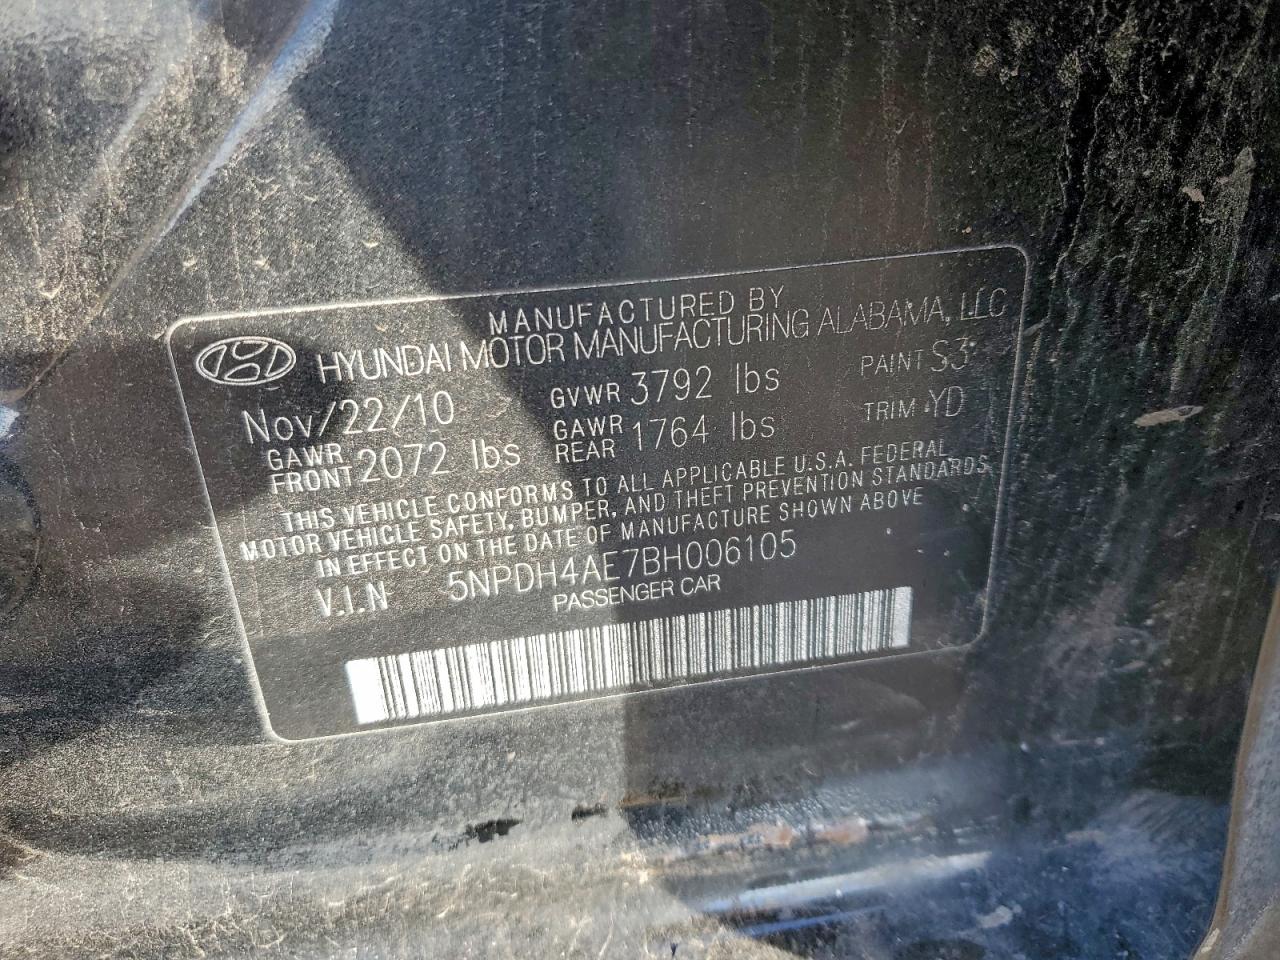 MANUFACTURED BY
HYUNDAI MOTOR MANUFACTURING ALABAMA, LLC
Nov/22/10 GVWR 3792 lbs PAINT S3
GAWR FRONT 2072 lbs GAWR REAR 1764 lbs TRIM YD
THIS VEHICLE CONFORMS TO ALL APPLICABLE U.S.A. FEDERAL
MOTOR VEHICLE SAFETY, BUMPER, AND THEFT PREVENTION STANDARDS
IN EFFECT ON THE DATE OF MANUFACTURE SHOWN ABOVE
V.I.N 5NPDH4AE7BH006105
PASSENGER CAR